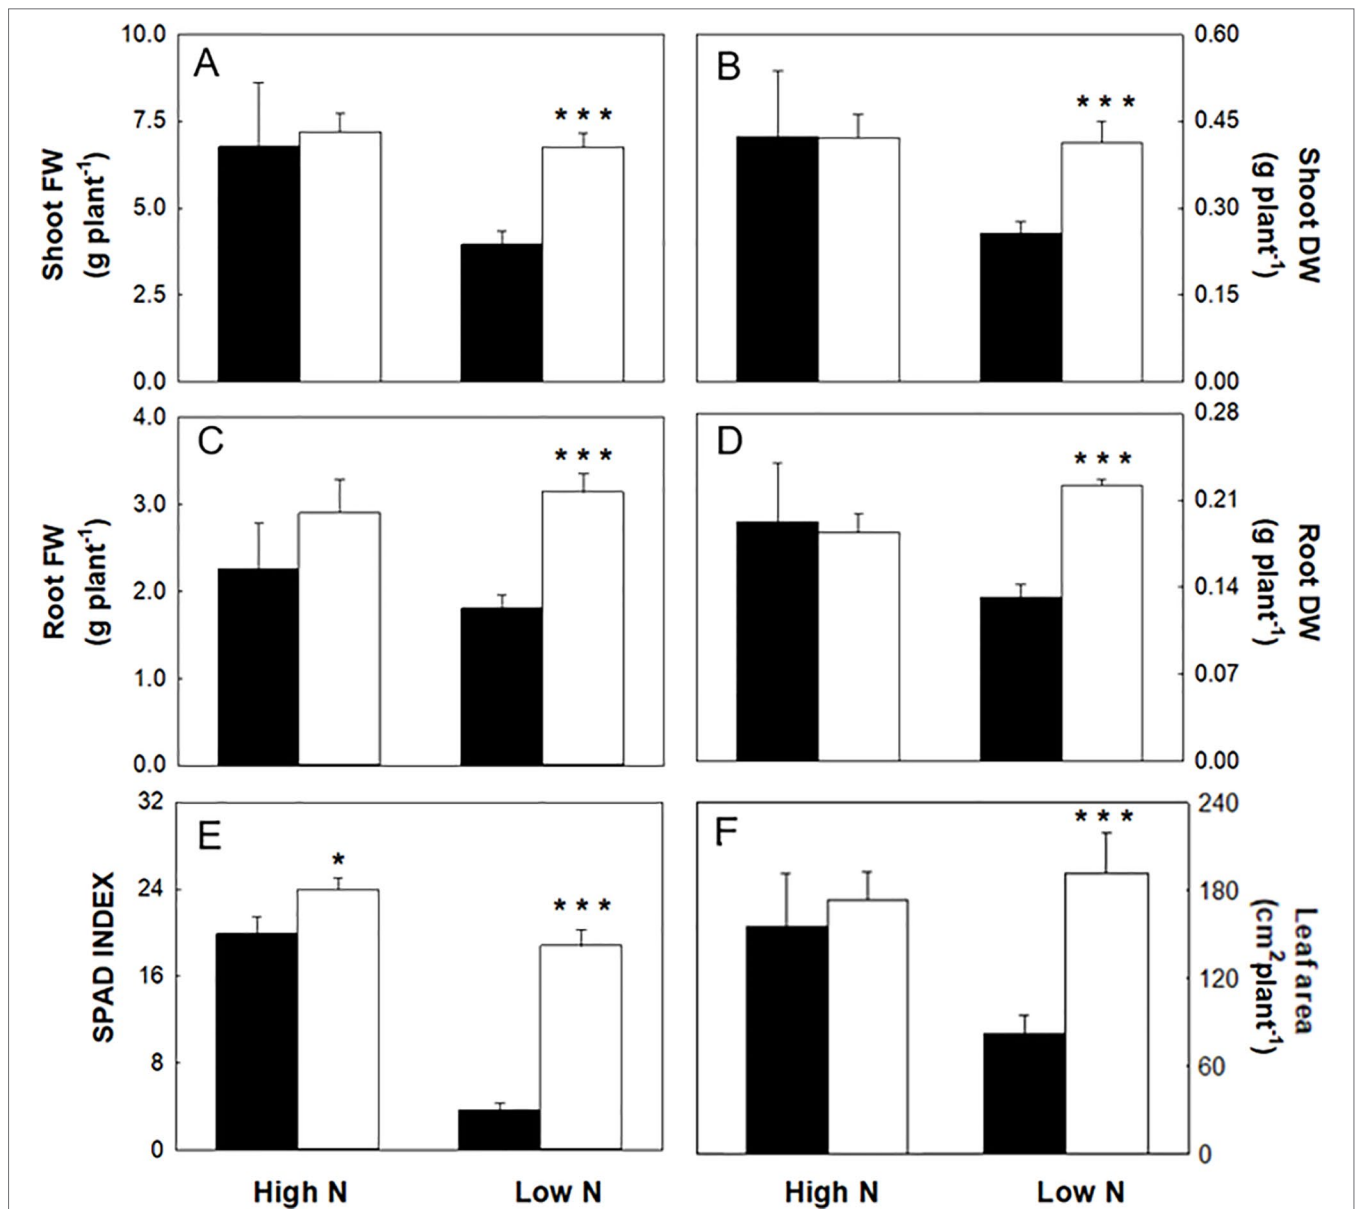 A
10.0
7.5
5.0
2.5
0.0
Shoot FW
(g plant-1)
* * *
B
0.60
0.45
0.30
0.15
0.00
Shoot DW
(g plant-1)
* * *
C
4.0
3.0
2.0
1.0
0.0
Root FW
(g plant-1)
* * *
D
0.28
0.21
0.14
0.07
0.00
Root DW
(g plant-1)
* * *
E
32
24
16
8
0
SPAD INDEX
*
* * *
High N
Low N
F
240
180
120
60
0
Leaf area
(cm2plant-1)
* * *
High N
Low N